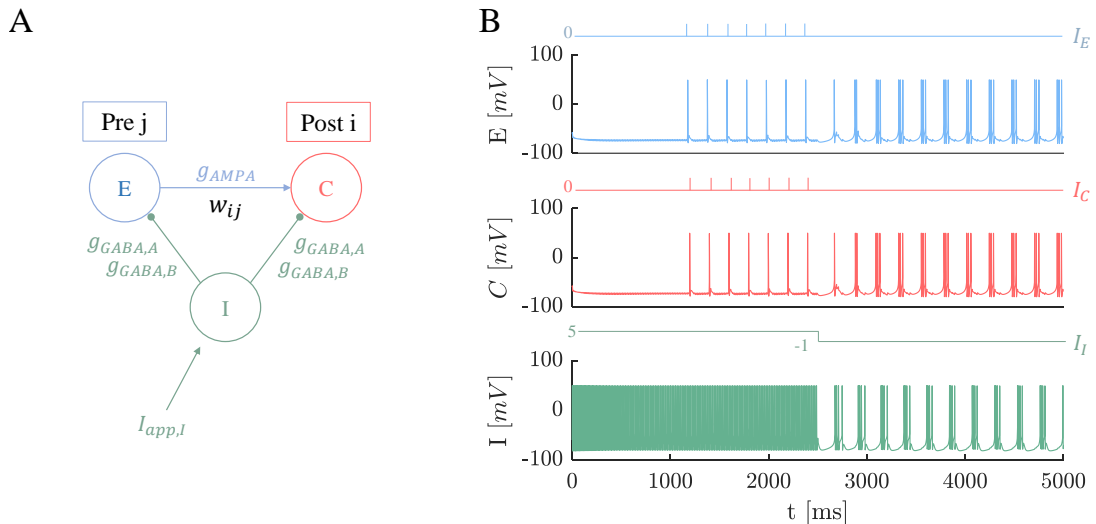 A
Pre j
Post i
E
g_AMPA
C
w_ij
g_GABA,A
g_GABA,B
g_GABA,A
g_GABA,B
I
I_app,I
B
0
I_E
100
0
-100
E [mV]
0
I_C
100
0
-100
C [mV]
5
-1
I_I
100
0
-100
I [mV]
0 1000 2000 3000 4000 5000
t [ms]